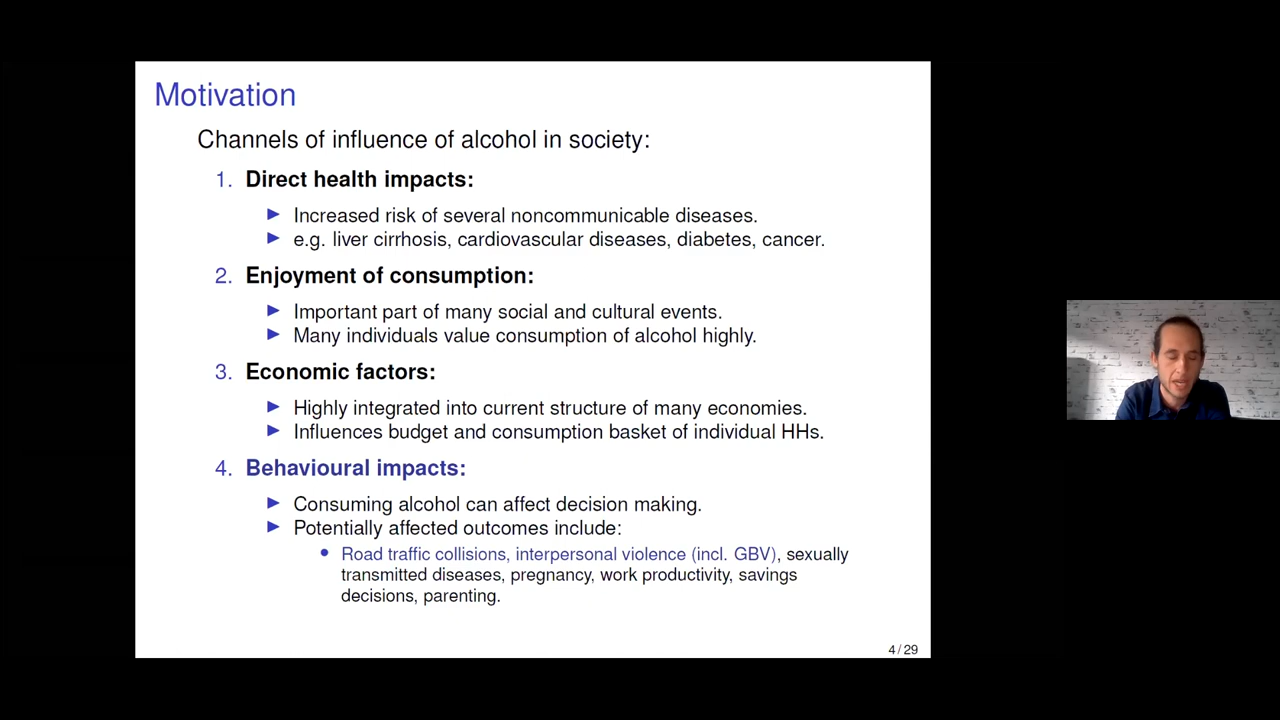 Motivation
Channels of influence of alcohol in society:
1. Direct health impacts:
▶ Increased risk of several noncommunicable diseases.
▶ e.g. liver cirrhosis, cardiovascular diseases, diabetes, cancer.
2. Enjoyment of consumption:
▶ Important part of many social and cultural events.
▶ Many individuals value consumption of alcohol highly.
3. Economic factors:
▶ Highly integrated into current structure of many economies.
▶ Influences budget and consumption basket of individual HHs.
4. Behavioural impacts:
▶ Consuming alcohol can affect decision making.
▶ Potentially affected outcomes include:
• Road traffic collisions, interpersonal violence (incl. GBV), sexually
transmitted diseases, pregnancy, work productivity, savings
decisions, parenting.
4 / 29